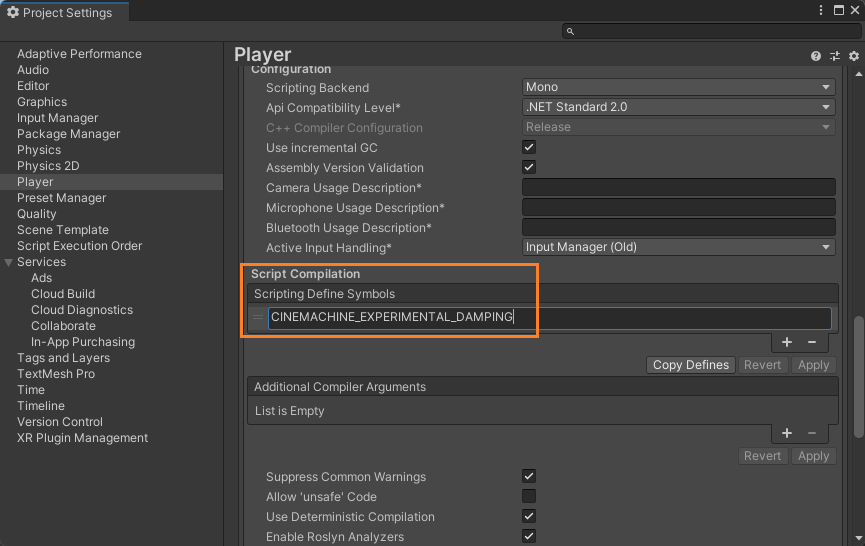 Project Settings
Adaptive Performance
Audio
Editor
Graphics
Input Manager
Package Manager
Physics
Physics 2D
Player
Preset Manager
Quality
Scene Template
Script Execution Order
Services
Ads
Cloud Build
Cloud Diagnostics
Collaborate
In-App Purchasing
Tags and Layers
TextMesh Pro
Time
Timeline
Version Control
XR Plugin Management
Player
Configuration
Scripting Backend Mono
Api Compatibility Level* .NET Standard 2.0
C++ Compiler Configuration Release
Use incremental GC
Assembly Version Validation
Camera Usage Description*
Microphone Usage Description*
Bluetooth Usage Description*
Active Input Handling* Input Manager (Old)
Script Compilation
Scripting Define Symbols
CINEMACHINE_EXPERIMENTAL_DAMPING
Copy Defines Revert Apply
Additional Compiler Arguments
List is Empty
Revert Apply
Suppress Common Warnings
Allow 'unsafe' Code
Use Deterministic Compilation
Enable Roslyn Analyzers